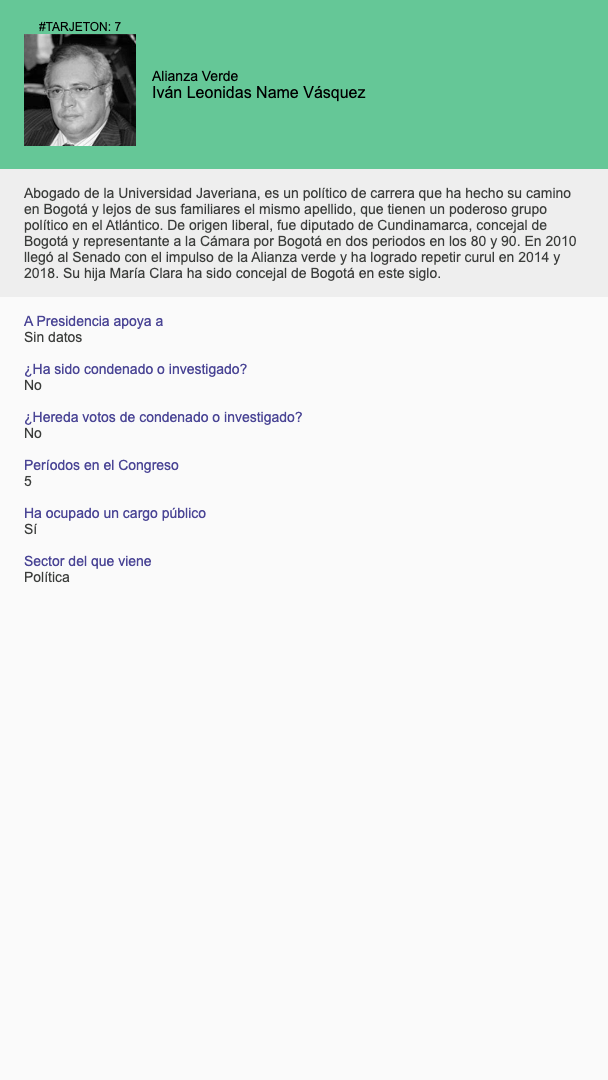 #TARJETON: 7
Alianza Verde
Iván Leonidas Name Vásquez
Abogado de la Universidad Javeriana, es un político de carrera que ha hecho su camino
en Bogotá y lejos de sus familiares el mismo apellido, que tienen un poderoso grupo
político en el Atlántico. De origen liberal, fue diputado de Cundinamarca, concejal de
Bogotá y representante a la Cámara por Bogotá en dos periodos en los 80 y 90. En 2010
llegó al Senado con el impulso de la Alianza verde y ha logrado repetir curul en 2014 y
2018. Su hija María Clara ha sido concejal de Bogotá en este siglo.
A Presidencia apoya a
Sin datos
¿Ha sido condenado o investigado?
No
¿Hereda votos de condenado o investigado?
No
Períodos en el Congreso
5
Ha ocupado un cargo público
Sí
Sector del que viene
Política